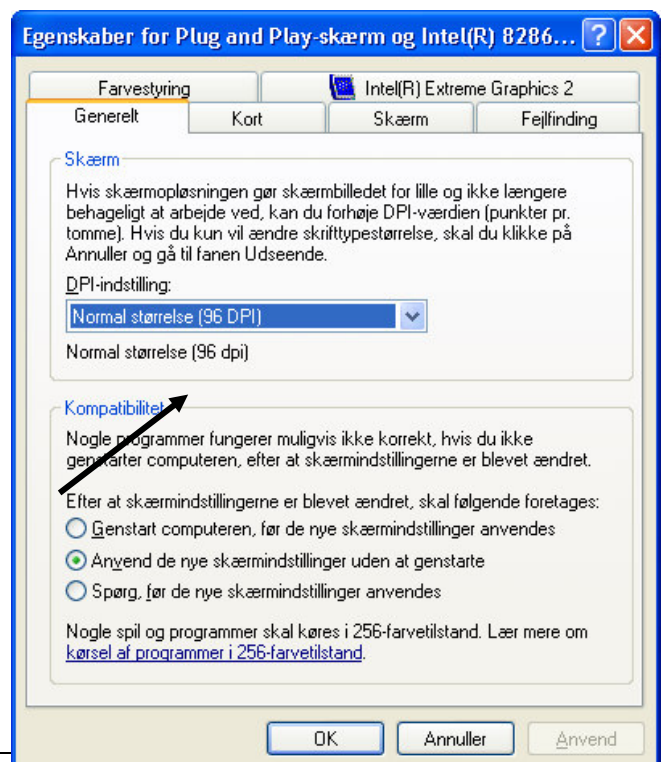 Egenskaber for Plug and Play-skærm og Intel(R) 8286...
Farvestyring
Intel(R) Extreme Graphics 2
Generelt
Kort
Skærm
Fejlfinding
Skærm
Hvis skærmopløsningen gør skærmbilledet for lille og ikke længere
behageligt at arbejde ved, kan du forhøje DPI-værdien (punkter pr.
tomme). Hvis du kun vil ændre skrifttypestørrelse, skal du klikke på
Annuller og gå til fanen Udseende.
DPI-indstilling:
Normal størrelse (96 DPI)
Normal størrelse (96 dpi)
Kompatibilitet
Nogle programmer fungerer muligvis ikke korrekt, hvis du ikke
genstarter computeren, efter at skærmindstillingerne er blevet ændret.
Efter at skærmindstillingerne er blevet ændret, skal følgende foretages:
Genstart computeren, før de nye skærmindstillinger anvendes
Anvend de nye skærmindstillinger uden at genstarte
Spørg, før de nye skærmindstillinger anvendes
Nogle spil og programmer skal køres i 256-farvetilstand. Lær mere om
kørsel af programmer i 256-farvetilstand.
OK
Annuller
Anvend